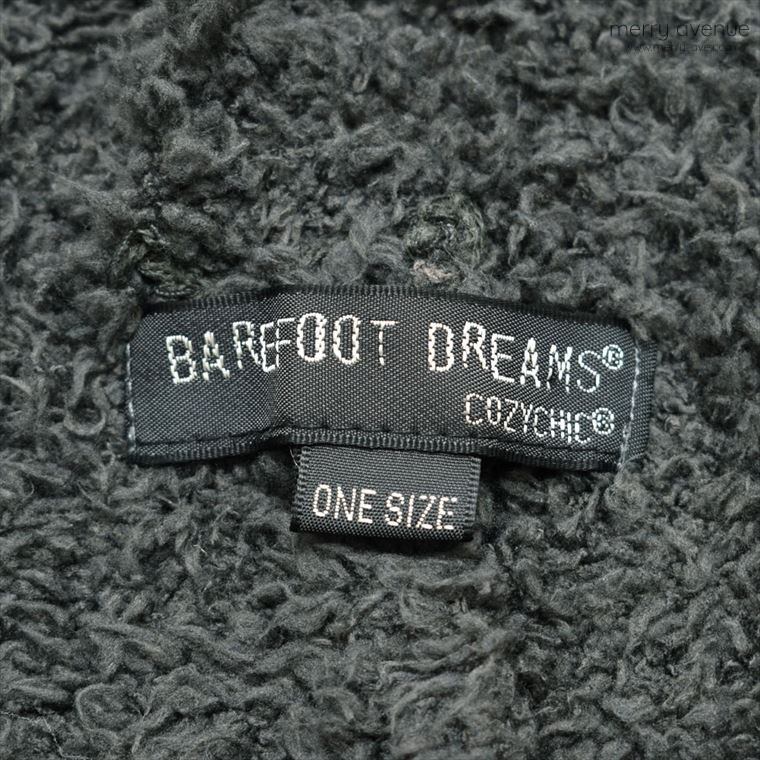 merry avenue
BAREFOOT DREAMS®
COZYCHIC®
ONE SIZE